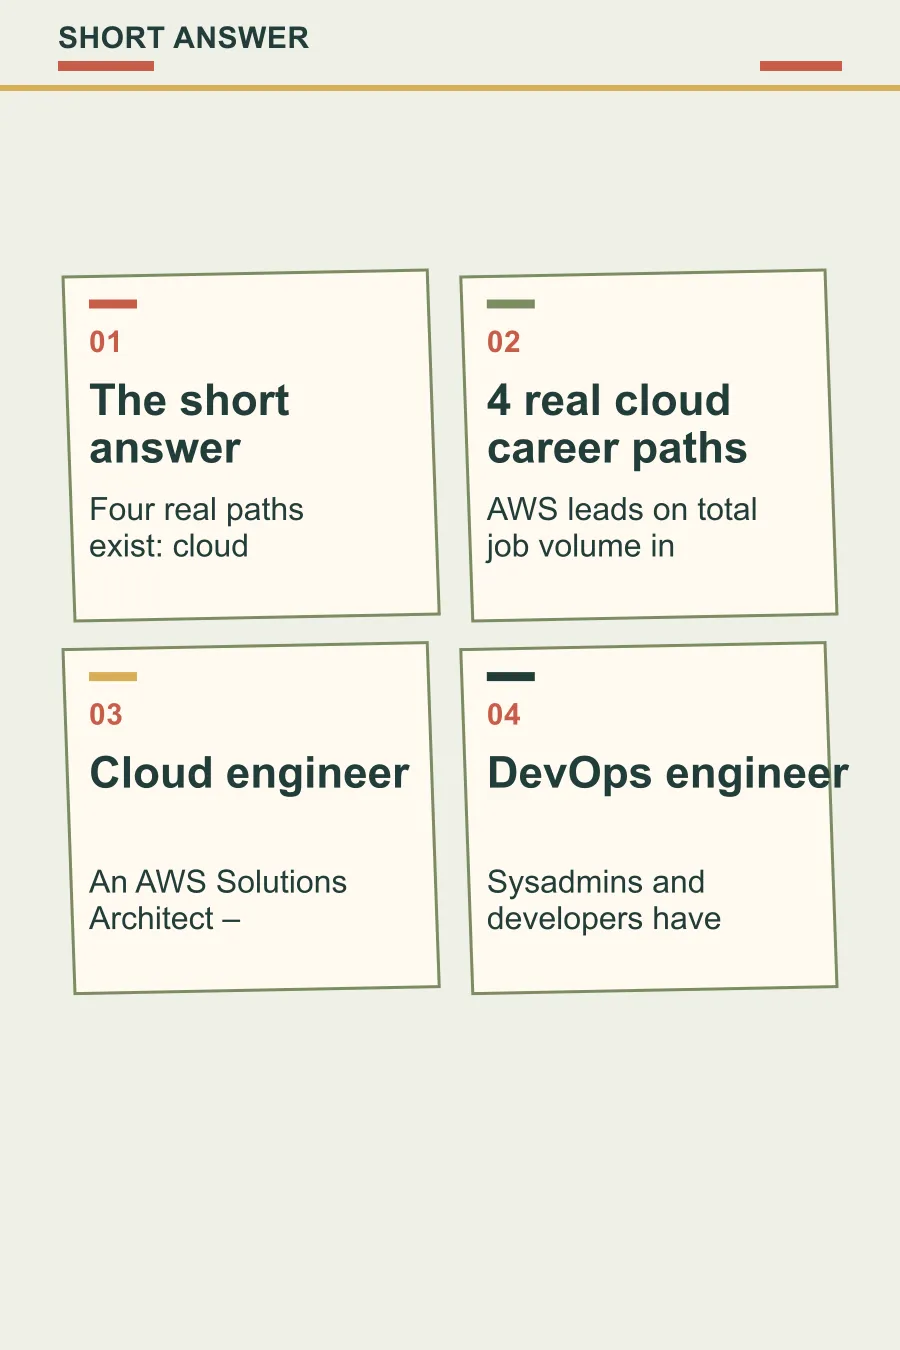 SHORT ANSWER
01
The short
answer
Four real paths
exist: cloud
02
4 real cloud
career paths
AWS leads on total
job volume in
03
Cloud engineer
An AWS Solutions
Architect –
04
DevOps engineer
Sysadmins and
developers have